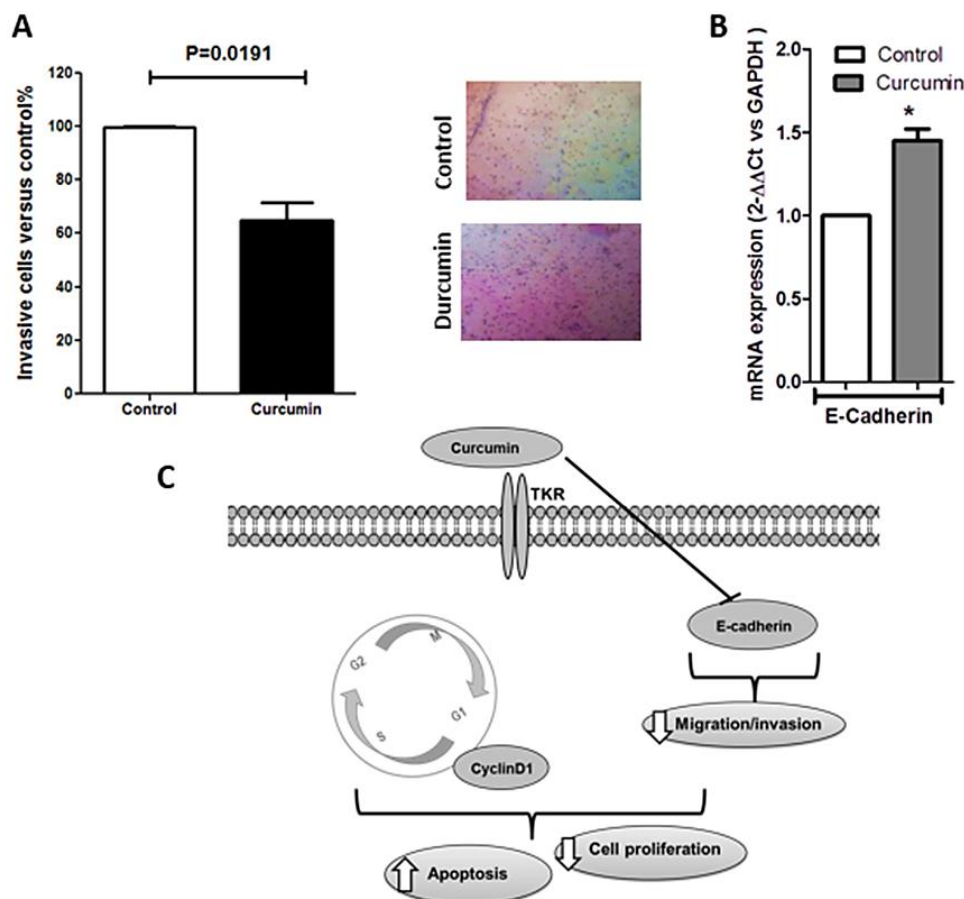 A
P=0.0191
Invasive cells versus control%
120
100
80
60
40
20
0
Control
Curcumin
Control
Durcumin
B
mRNA expression (2-ΔΔCt vs GAPDH )
2.0
1.5
1.0
0.5
0.0
Control
Curcumin
*
E-Cadherin
C
Curcumin
TKR
E-cadherin
Migration/invasion
G2
M
G1
S
CyclinD1
Apoptosis
Cell proliferation